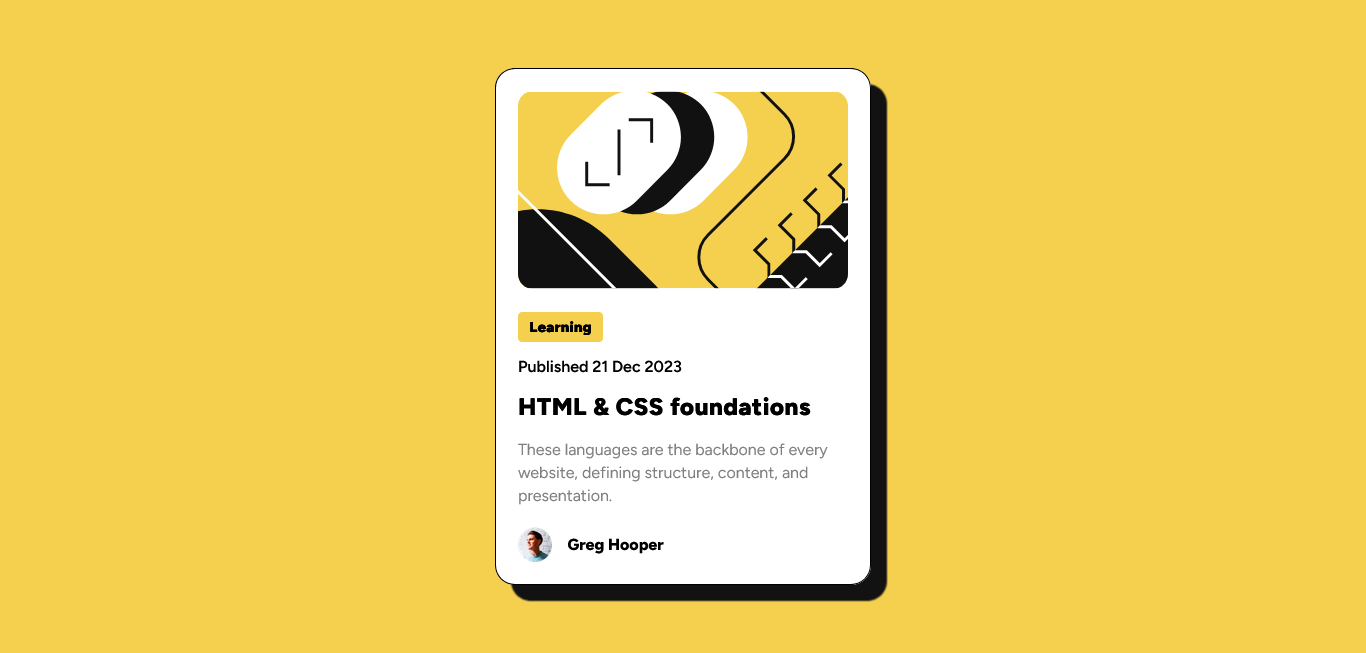 Learning
Published 21 Dec 2023
HTML & CSS foundations
These languages are the backbone of every
website, defining structure, content, and
presentation.
Greg Hooper